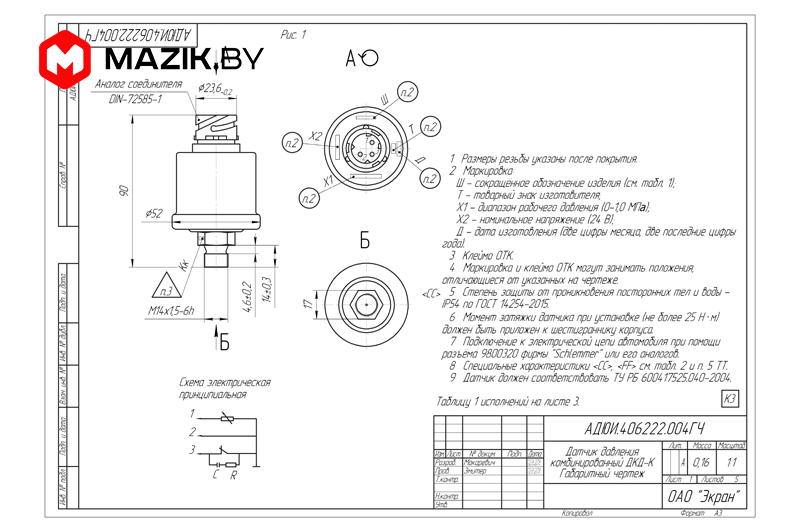 АДЮИ.406222.004ГЧ
MAZIK.BY
Рис. 1
А
Аналог соединителя
DIN-72585-1
А
⌀23,6-0,2
90
⌀52
Кк
п.3
М14х1,5-6h
4,6±0,2
14±0,3
Б
Ш
п.2
Т
п.2
Х2
п.2
Д
п.2
Х1
п.2
Б
17
1 Размеры резьбы указаны после покрытия.
2 Маркировка
Ш – сокращенное обозначение изделия (см. табл. 1);
Т – товарный знак изготовителя,
Х1 – диапазон рабочего давления (0-1,0 МПа);
Х2 – номинальное напряжение (24 В);
Д – дата изготовления (две цифры месяца, две последние цифры
года).
3 Клеймо ОТК.
4 Маркировка и клеймо ОТК могут занимать положения,
отличающиеся от указанных на чертеже.
<СС> 5 Степень защиты от проникновения посторонних тел и воды –
IP54 по ГОСТ 14254-2015.
6 Момент затяжки датчика при установке (не более 25 Н·м)
должен быть приложен к шестиграннику корпуса.
7 Подключение к электрической цепи автомобиля при помощи
разъема 9800320 фирмы "Schlemmer" или его аналогов.
8 Специальные характеристики <СС>, <FF> см. табл. 2 и п. 5 ТТ.
9 Датчик должен соответствовать ТУ РБ 600417525.040-2004.
Таблицу 1 исполнений на листе 3.
К3
Схема электрическая
принципиальная
1
2
3
C R
Справ. №
Подп. и дата
Инв. № дубл.
Взам. инв. №
Подп. и дата
Инв. № подл.
АДЮИ.406222.004ГЧ
Изм. Лист № докум. Подп. Дата
Разраб. Макаревич
Пров. Змитер
Т.контр.
Н.контр.
Утв.
Датчик давления
комбинированный ДКД-К
Габаритный чертеж
Лит. Масса Масштаб
А 0,16 1:1
Лист 1 Листов 5
ОАО "Экран"
Копировал Формат А3